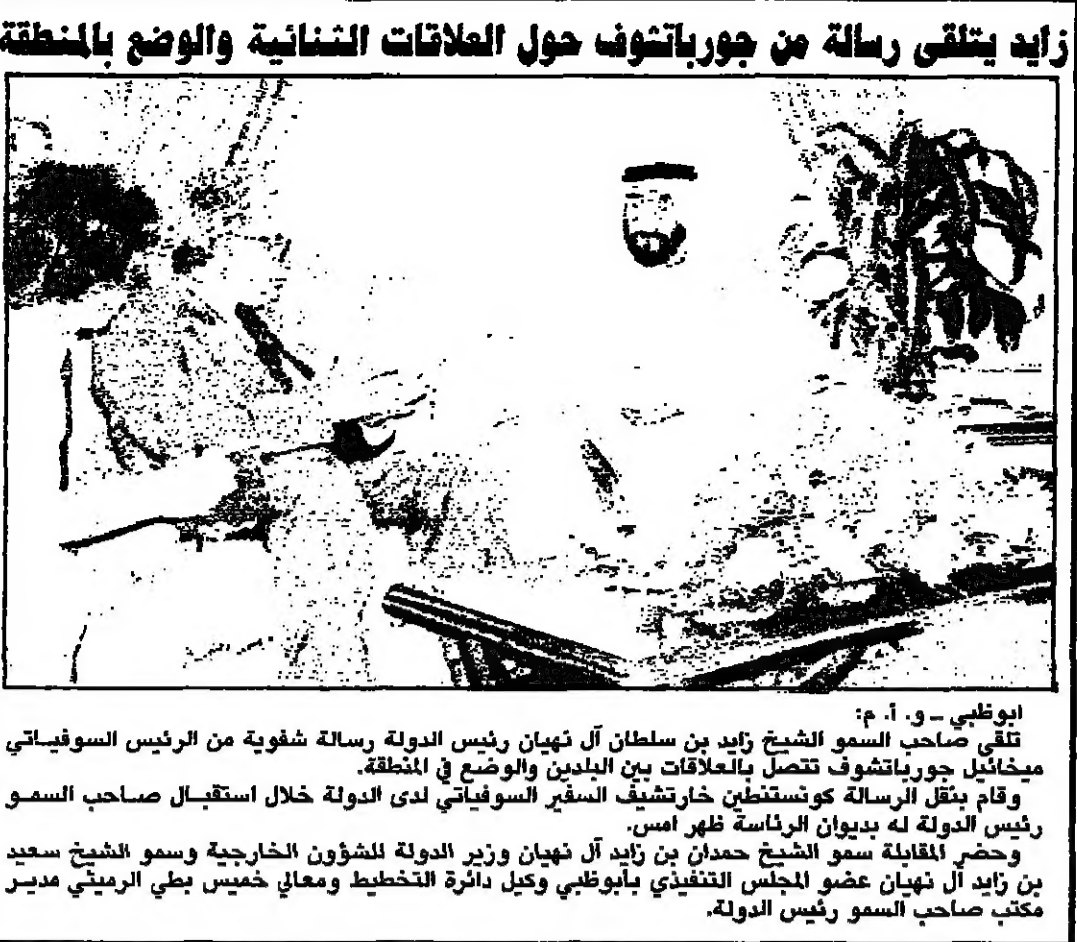 زايد يتلقى رسالة من جورباتشوف حول العلاقات الثنائية والوضع بالمنطقة
ابوظبي ـ و. أ. م:
تلقى صاحب السمو الشيخ زايد بن سلطان آل نهيان رئيس الدولة رسالة شفوية من الرئيس السوفياتي
ميخائيل جورباتشوف تتصل بالعلاقات بين البلدين والوضع في المنطقة.
وقام بنقل الرسالة كونستنطين خارتشيف السفير السوفياتي لدى الدولة خلال استقبال صاحب السمو
رئيس الدولة له بديوان الرئاسة ظهر امس.
وحضر المقابلة سمو الشيخ حمدان بن زايد آل نهيان وزير الدولة للشؤون الخارجية وسمو الشيخ سعيد
بن زايد آل نهيان عضو المجلس التنفيذي بأبوظبي وكيل دائرة التخطيط ومعالي خميس بطي الرميثي مدير
مكتب صاحب السمو رئيس الدولة.